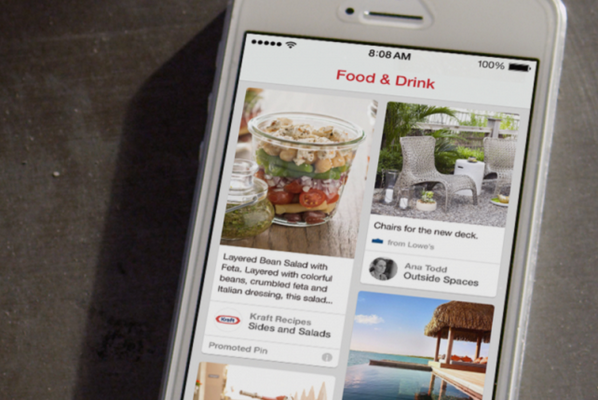 8:08 AM
100%
Food & Drink
Layered Bean Salad with
Feta. Layered with colorful
beans, crumbled feta and
Italian dressing, this salad...
Kraft
Kraft Recipes
Sides and Salads
Promoted Pin
Chairs for the new deck.
from Lowe's
Ana Todd
Outside Spaces